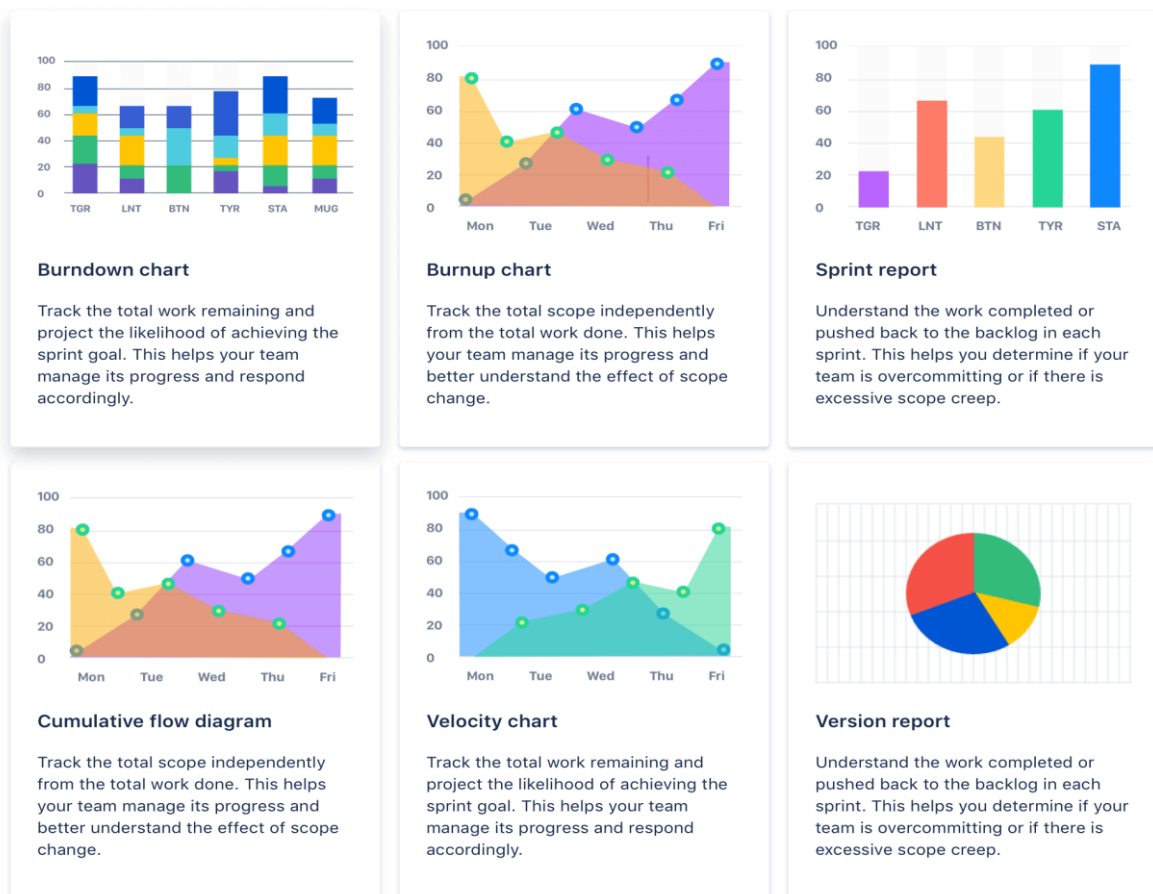 100
80
60
40
20
0
TGR LNT BTN TYR STA MUG
Burndown chart
Track the total work remaining and
project the likelihood of achieving the
sprint goal. This helps your team
manage its progress and respond
accordingly.
100
80
60
40
20
0
Mon Tue Wed Thu Fri
Burnup chart
Track the total scope independently
from the total work done. This helps
your team manage its progress and
better understand the effect of scope
change.
100
80
60
40
20
0
TGR LNT BTN TYR STA
Sprint report
Understand the work completed or
pushed back to the backlog in each
sprint. This helps you determine if your
team is overcommitting or if there is
excessive scope creep.
100
80
60
40
20
0
Mon Tue Wed Thu Fri
Cumulative flow diagram
Track the total scope independently
from the total work done. This helps
your team manage its progress and
better understand the effect of scope
change.
100
80
60
40
20
0
Mon Tue Wed Thu Fri
Velocity chart
Track the total work remaining and
project the likelihood of achieving the
sprint goal. This helps your team
manage its progress and respond
accordingly.
Version report
Understand the work completed or
pushed back to the backlog in each
sprint. This helps you determine if your
team is overcommitting or if there is
excessive scope creep.